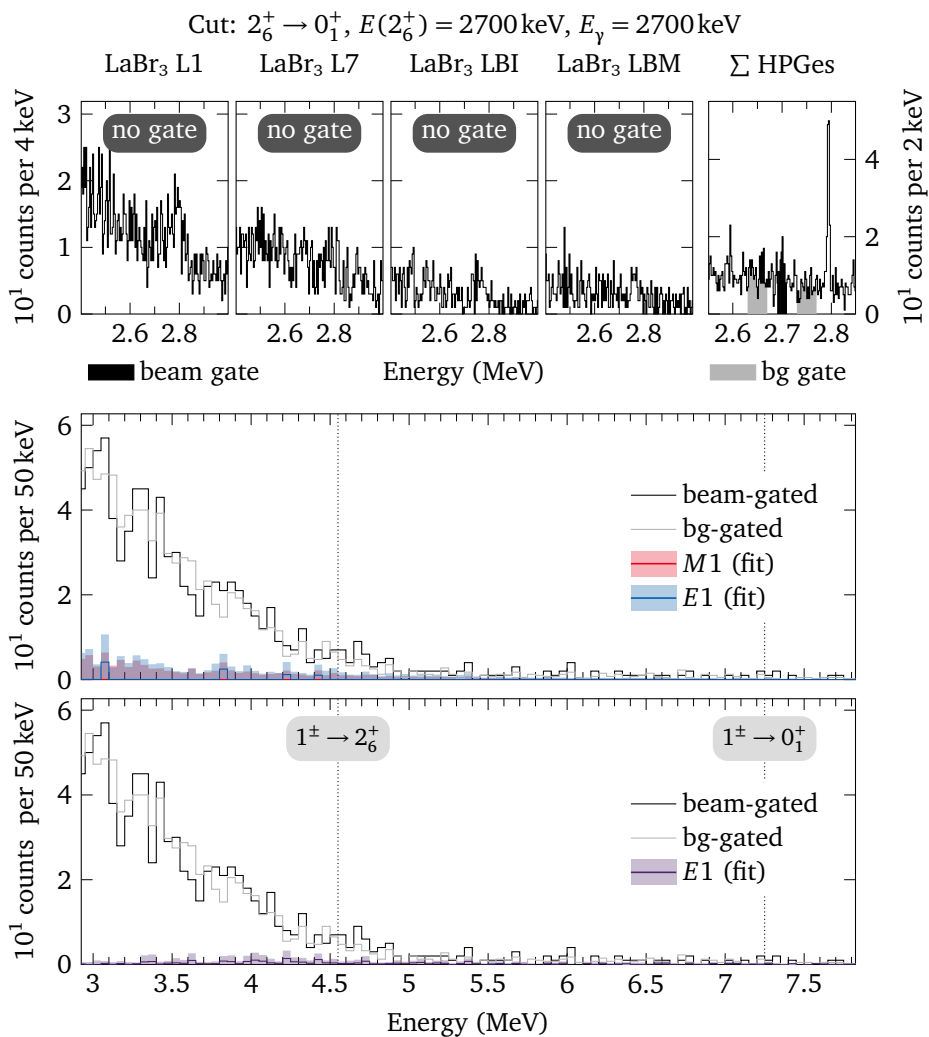 Cut: 2₆⁺ → 0₁⁺, E(2₆⁺) = 2700 keV, Eγ = 2700 keV
LaBr₃ L1 LaBr₃ L7 LaBr₃ LBI LaBr₃ LBM ∑ HPGes
no gate no gate no gate no gate
10¹ counts per 4 keV
3
2
1
0
10¹ counts per 2 keV
4
2
0
2.6 2.8 2.6 2.8 2.6 2.8 2.6 2.8 2.6 2.7 2.8
beam gate Energy (MeV) bg gate
10¹ counts per 50 keV
6
4
2
0
beam-gated
bg-gated
M1 (fit)
E1 (fit)
10¹ counts per 50 keV
6
4
2
0
1± → 2₆⁺ 1± → 0₁⁺
beam-gated
bg-gated
E1 (fit)
3 3.5 4 4.5 5 5.5 6 6.5 7 7.5
Energy (MeV)